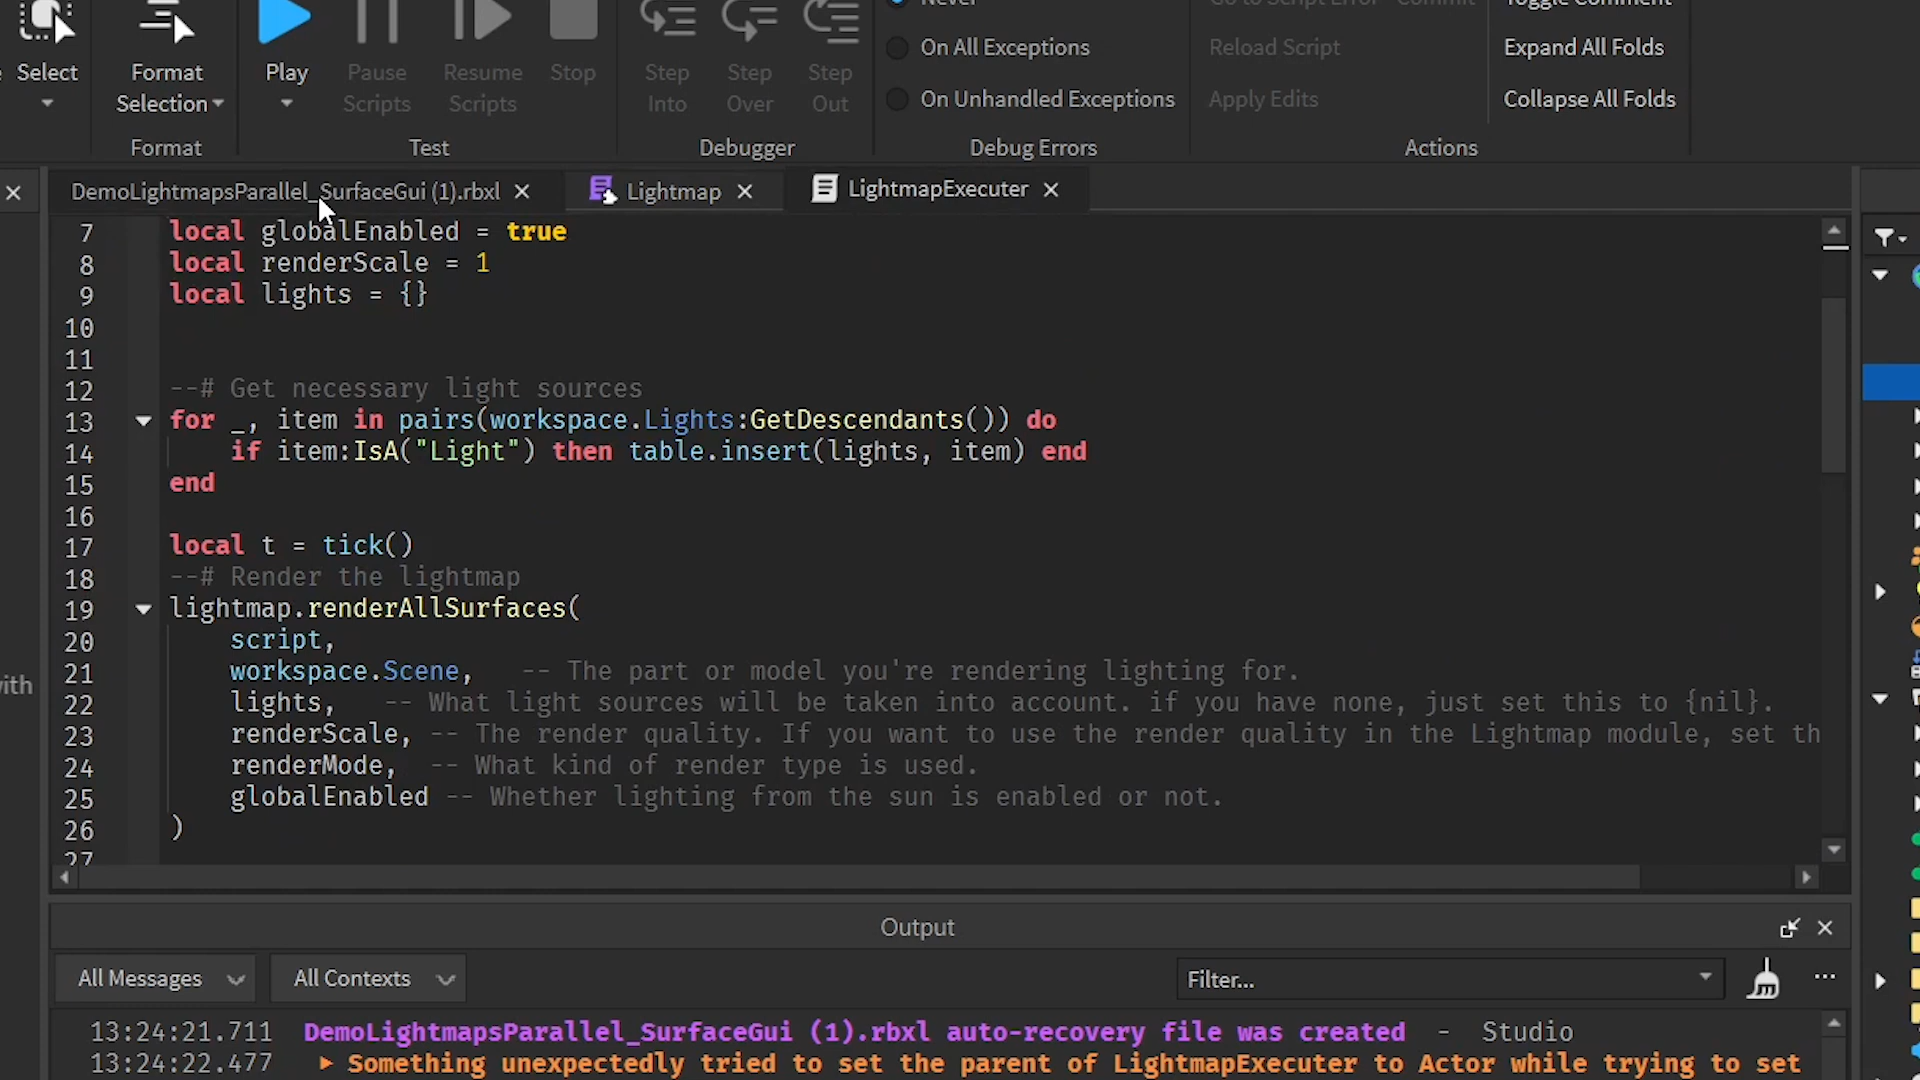 Never
Go to Script Error
Commit
Toggle Comment
Select
Format
Selection
Play
Pause
Scripts
Resume
Scripts
Stop
Step
Into
Step
Over
Step
Out
On All Exceptions
On Unhandled Exceptions
Reload Script
Apply Edits
Expand All Folds
Collapse All Folds
Format
Test
Debugger
Debug Errors
Actions
DemoLightmapsParallel_SurfaceGui (1).rbxl
Lightmap
LightmapExecuter
7 local globalEnabled = true
8 local renderScale = 1
9 local lights = {}
10
11
12 --# Get necessary light sources
13 for _, item in pairs(workspace.Lights:GetDescendants()) do
14 if item:IsA("Light") then table.insert(lights, item) end
15 end
16
17 local t = tick()
18 --# Render the lightmap
19 lightmap.renderAllSurfaces(
20 script,
21 workspace.Scene, -- The part or model you're rendering lighting for.
22 lights, -- What light sources will be taken into account. if you have none, just set this to {nil}.
23 renderScale, -- The render quality. If you want to use the render quality in the Lightmap module, set th
24 renderMode, -- What kind of render type is used.
25 globalEnabled -- Whether lighting from the sun is enabled or not.
26 )
27
with
Output
All Messages
All Contexts
Filter...
13:24:21.711 DemoLightmapsParallel_SurfaceGui (1).rbxl auto-recovery file was created - Studio
13:24:22.477 Something unexpectedly tried to set the parent of LightmapExecuter to Actor while trying to set